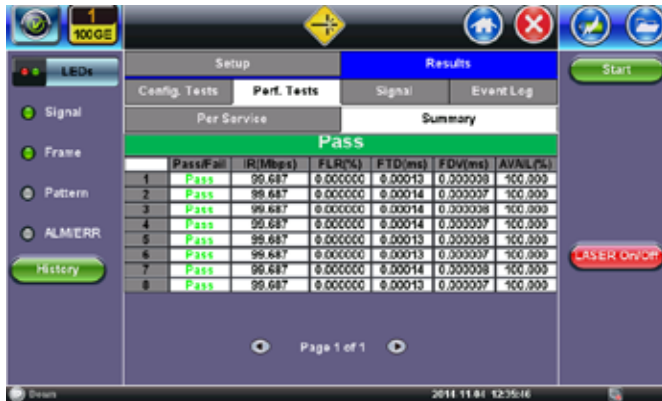 1
100GE
LEDs
Signal
Frame
Pattern
ALM/ERR
History
Setup
Results
Config. Tests
Perf. Tests
Signal
Event Log
Per Service
Summary
Pass
Pass/Fail IR(Mbps) FLR(%) FTD(ms) FDV(ms) AVAIL(%)
1 Pass 99.687 0.000000 0.00013 0.000008 100.000
2 Pass 99.687 0.000000 0.00014 0.000007 100.000
3 Pass 99.687 0.000000 0.00014 0.000008 100.000
4 Pass 99.687 0.000000 0.00014 0.000007 100.000
5 Pass 99.687 0.000000 0.00013 0.000008 100.000
6 Pass 99.687 0.000000 0.00013 0.000007 100.000
7 Pass 99.687 0.000000 0.00014 0.000008 100.000
8 Pass 99.687 0.000000 0.00013 0.000007 100.000
Page 1 of 1
Start
LASER On/Off
Down
2014-11-04 12:35:46